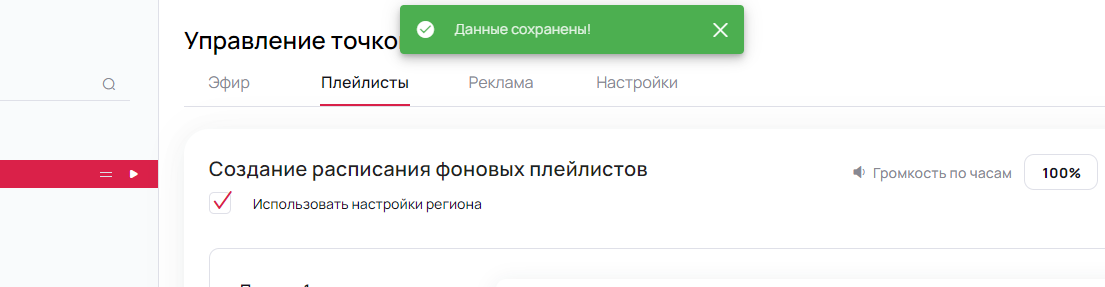 Данные сохранены!
Управление точко
Эфир
Плейлисты
Реклама
Настройки
Создание расписания фоновых плейлистов
Громкость по часам
100%
Использовать настройки региона